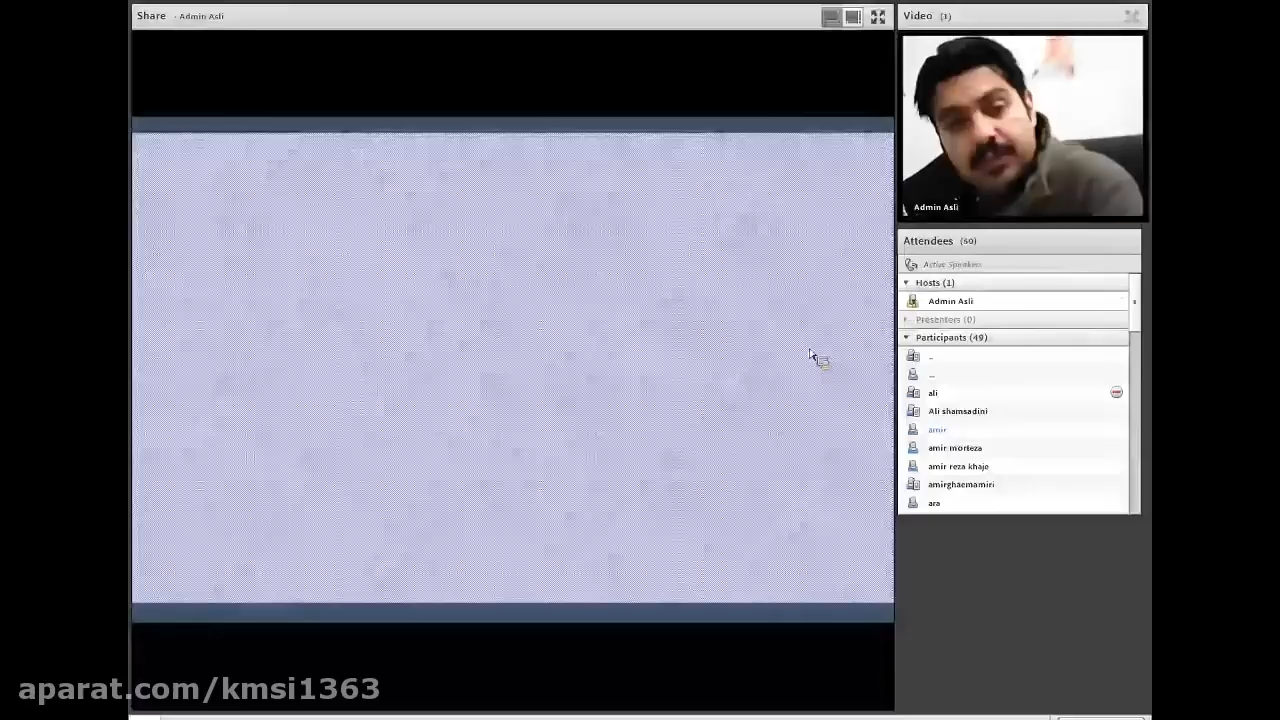 Share - Admin Asli
Video (1)
Admin Asli
Attendees (50)
Active Speakers
Hosts (1)
Admin Asli
Presenters (0)
Participants (49)
..
...
ali
Ali shamsadini
amir
amir morteza
amir reza khaje
amirghaemamiri
ara
aparat.com/kmsi1363